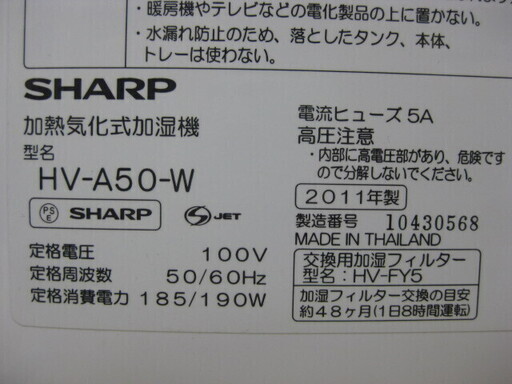 ・暖房機やテレビなどの電化製品の上に置かない。
・水漏れ防止のため、落としたタンク、本体、
トレーは使わない。
SHARP
加熱気化式加湿機
型名
HV-A50-W
PSE SHARP
S JET
定格電圧 100V
定格周波数 50/60Hz
定格消費電力 185/190W
電流ヒューズ 5A
高圧注意
・内部に高電圧部があり、危険です
ので分解しないでください。
2011年製
製造番号 10430568
MADE IN THAILAND
交換用加湿フィルター
型名：HV-FY5
加湿フィルター交換の目安
約48ヶ月(1日8時間運転)